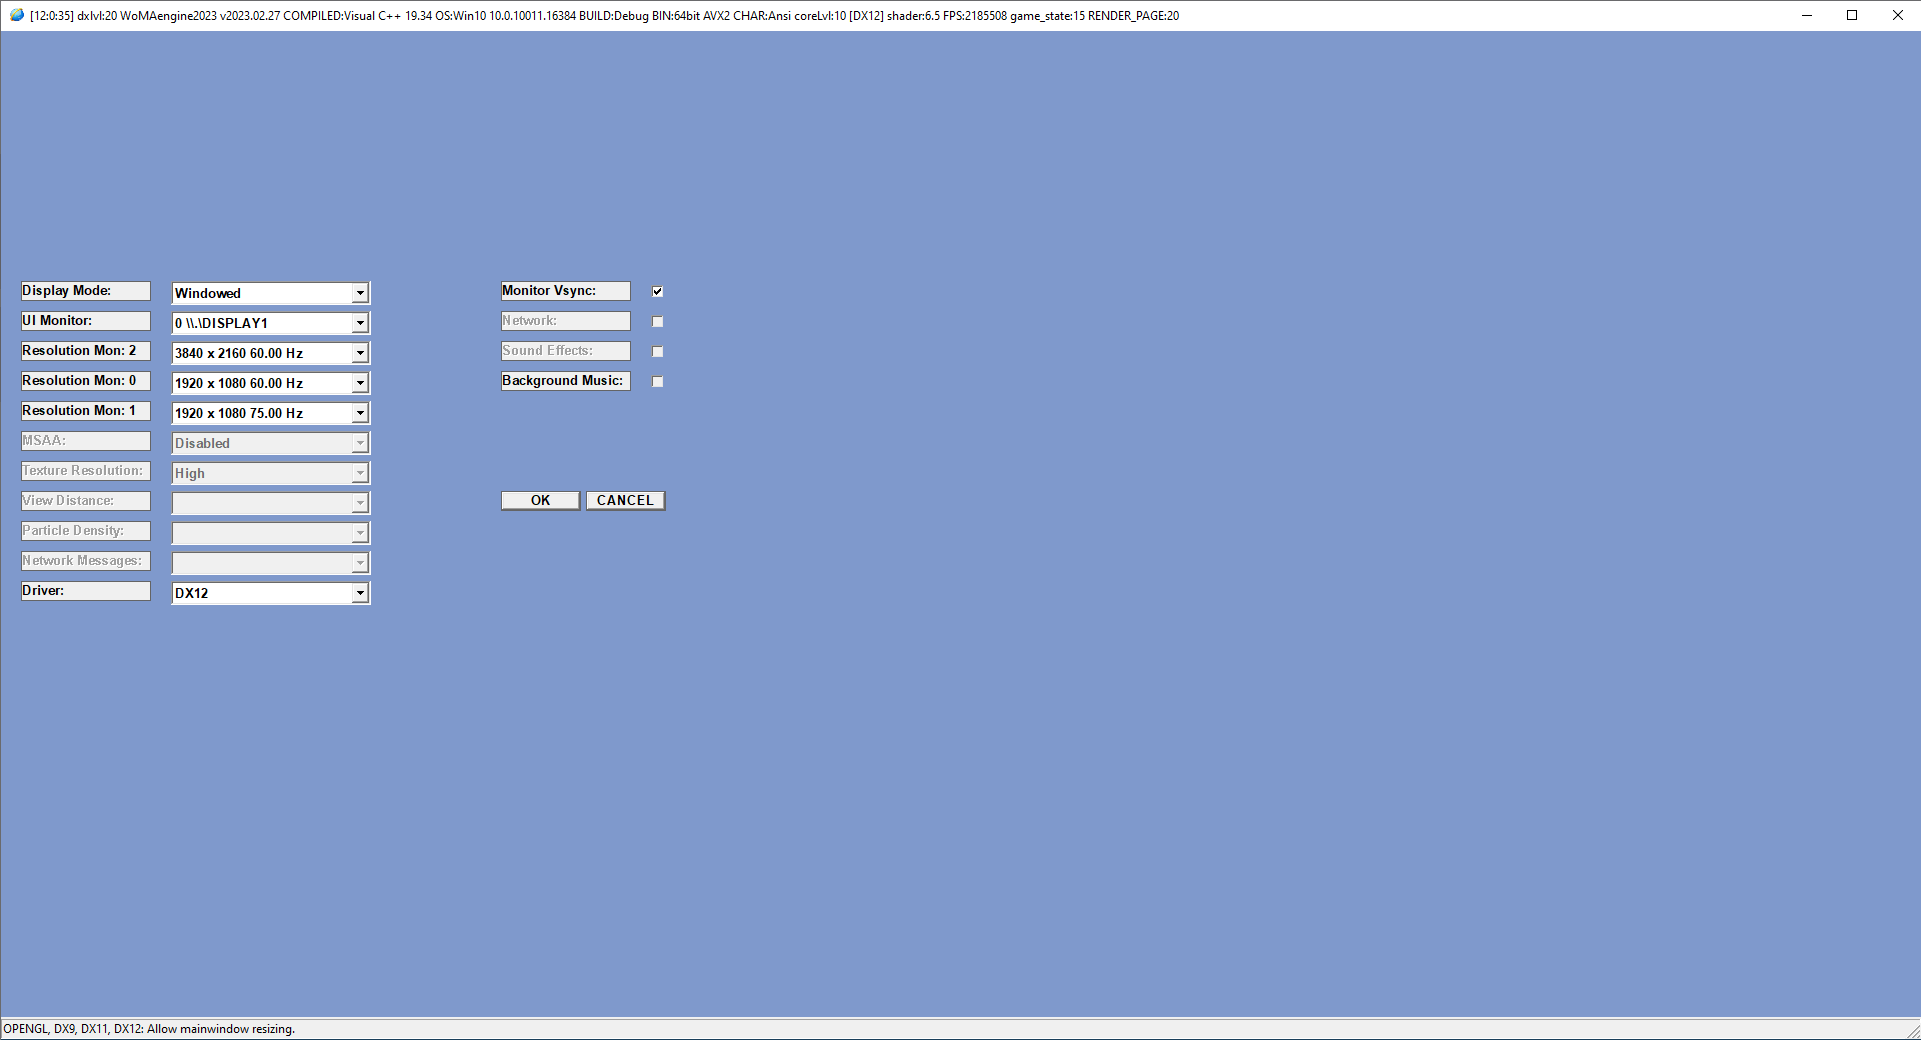 [12:0:35] dxlvl:20 WoMAengine2023 v2023.02.27 COMPILED:Visual C++ 19.34 OS:Win10 10.0.10011.16384 BUILD:Debug BIN:64bit AVX2 CHAR:Ansi coreLvl:10 [DX12] shader:6.5 FPS:2185508 game_state:15 RENDER_PAGE:20
Display Mode: Windowed
UI Monitor: 0 \\.\DISPLAY1
Resolution Mon: 2 3840 x 2160 60.00 Hz
Resolution Mon: 0 1920 x 1080 60.00 Hz
Resolution Mon: 1 1920 x 1080 75.00 Hz
MSAA: Disabled
Texture Resolution: High
View Distance:
Particle Density:
Network Messages:
Driver: DX12
Monitor Vsync:
Network:
Sound Effects:
Background Music:
OK CANCEL
OPENGL, DX9, DX11, DX12: Allow mainwindow resizing.